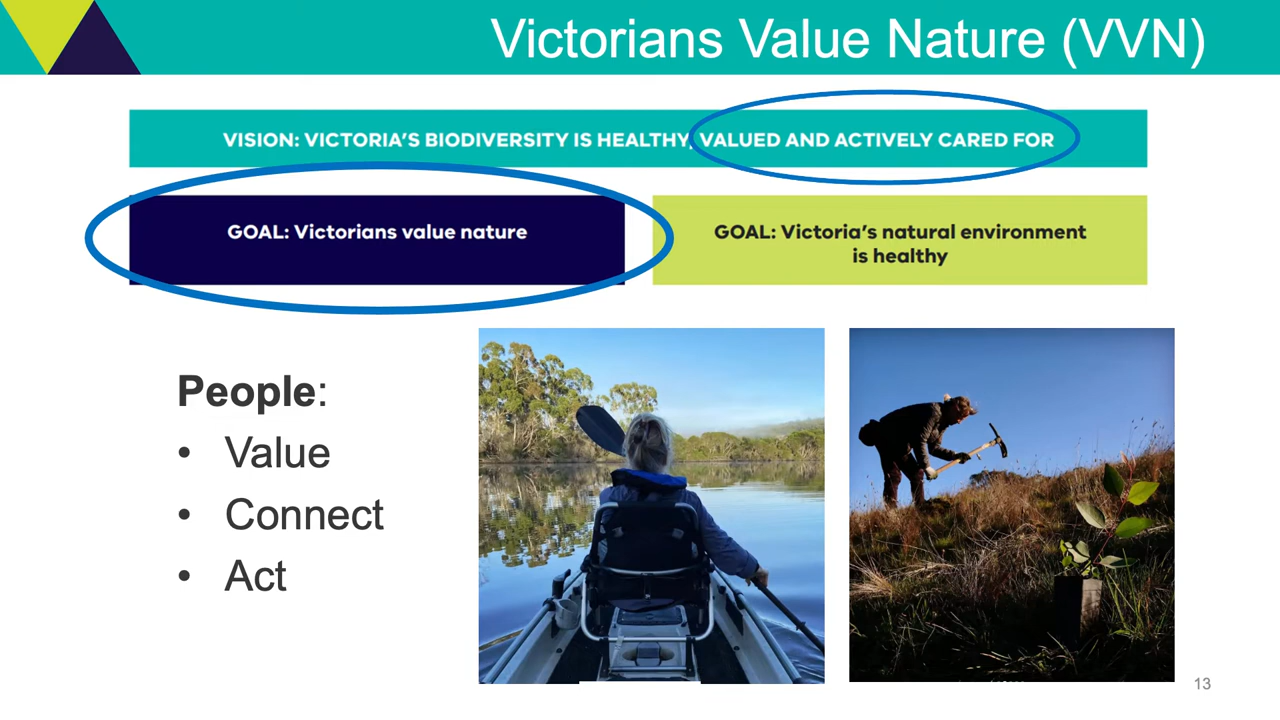 Victorians Value Nature (VVN)
VISION: VICTORIA'S BIODIVERSITY IS HEALTHY, VALUED AND ACTIVELY CARED FOR
GOAL: Victorians value nature
GOAL: Victoria's natural environment
is healthy
People:
• Value
• Connect
• Act
13